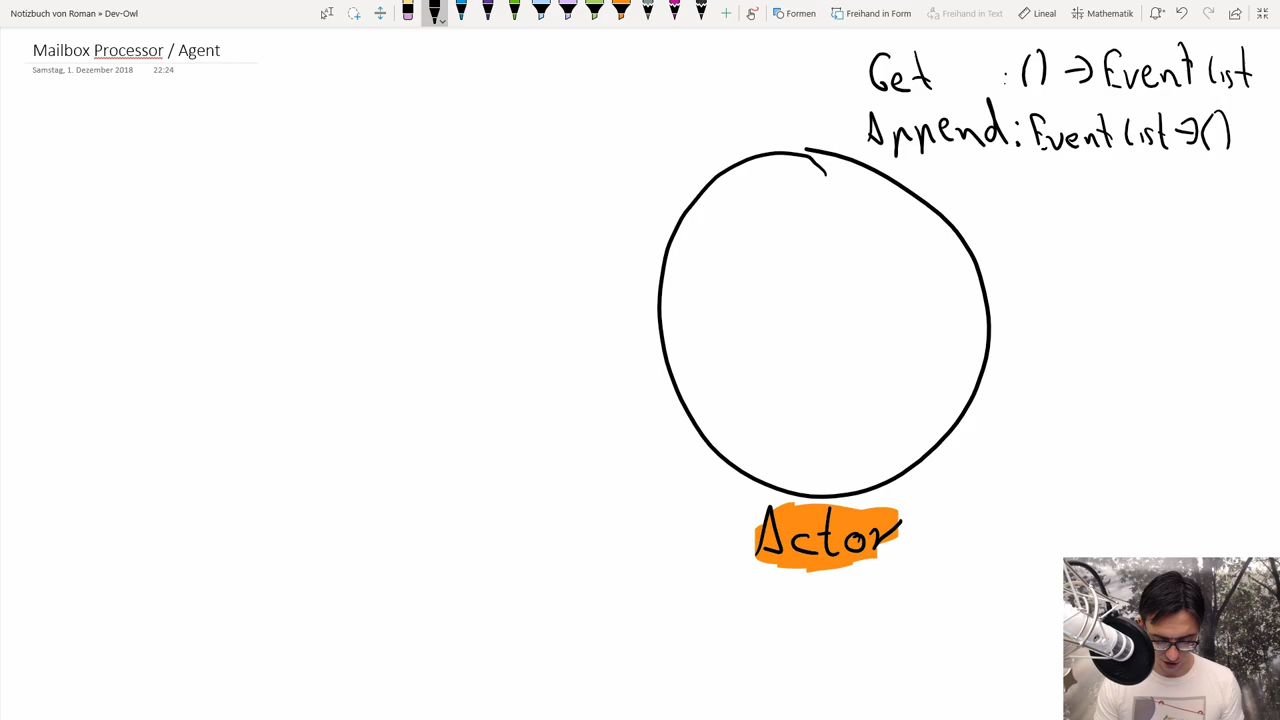 Notizbuch von Roman » Dev-Owl
Formen
Freihand in Form
Freihand in Text
Lineal
Mathematik
Mailbox Processor / Agent
Samstag, 1. Dezember 2018 22:24
Get : () → Event list
Append : Event list → ()
Actor